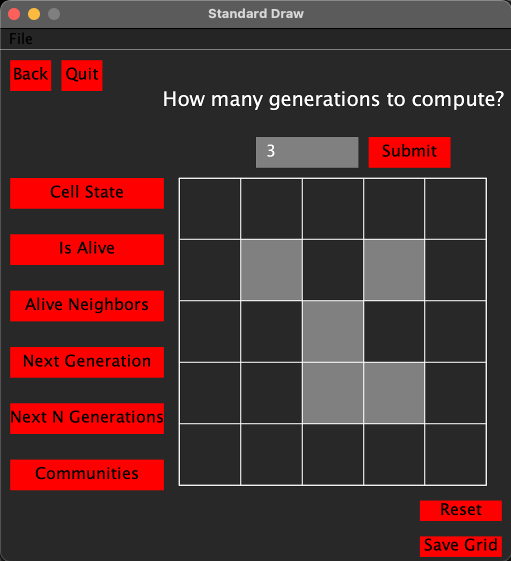 Standard Draw
File
Back
Quit
How many generations to compute?
3
Submit
Cell State
Is Alive
Alive Neighbors
Next Generation
Next N Generations
Communities
Reset
Save Grid